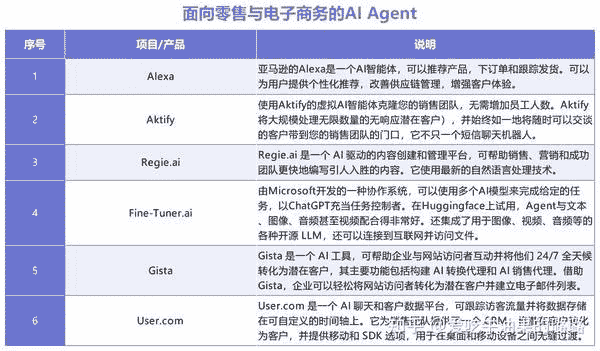 面向零售与电子商务的AI Agent
序号 项目/产品 说明
1 Alexa 亚马逊的Alexa是一个AI智能体，可以推荐产品，下订单和跟踪发货。可以
为用户提供个性化推荐，改善供应链管理，增强客户体验。
2 Aktify 使用Aktify的虚拟AI智能体克隆您的销售团队，无需增加员工人数。Aktify
将大规模处理无限数量的无响应潜在客户），并始终如一地将随时可以交谈
的客户带到您的销售团队的门口，它不只一个短信聊天机器人。
3 Regie.ai Regie.ai 是一个 AI 驱动的内容创建和管理平台，可帮助销售、营销和成功
团队更快地编写引人入胜的内容。它使用最新的自然语言处理技术。
4 Fine-Tuner.ai 由Microsoft开发的一种协作系统，可以使用多个AI模型来完成给定的任
务，以ChatGPT充当任务控制者。在Huggingface上试用，Agent与文本
、图像、音频甚至视频配合得非常好。还集成了用于图像、视频、音频等的
各种开源 LLM，还可以连接到互联网并访问文件。
5 Gista Gista 是一个 AI 工具，可帮助企业与网站访问者互动并将他们 24/7 全天候
转化为潜在客户，其主要功能包括构建 AI 转换代理和 AI 销售代理。借助
Gista，企业可以轻松将网站访问者转化为潜在客户并建立电子邮件列表。
6 User.com User.com 是一个 AI 聊天和客户数据平台，可跟踪访客流量并将数据存储
在可自定义的时间轴上。它为销售团队提供了一个 CRM，
为客户，并提供移动和 SDK 选项，用于在桌面和移动设备之间无缝过渡。